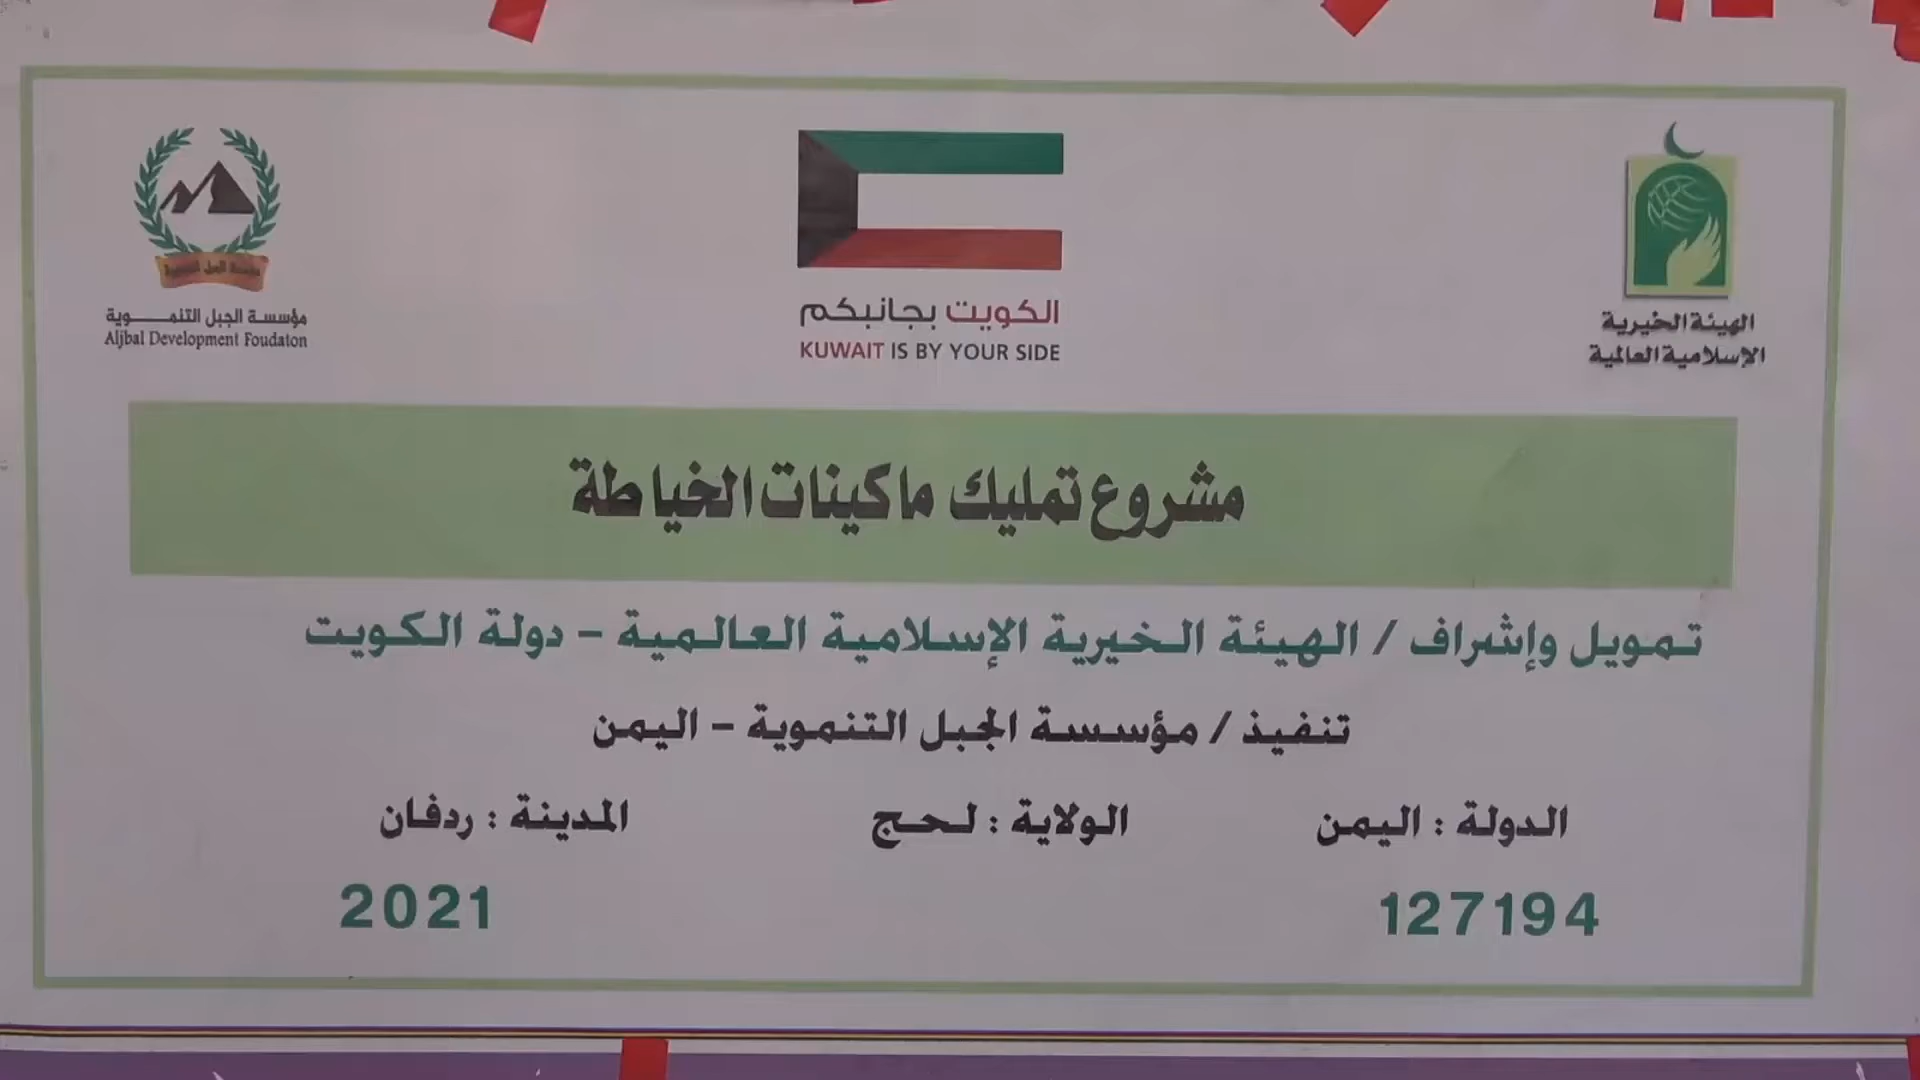 مؤسسة الجبل التنموية
Aljbal Development Foudaton
الكويت بجانبكم
KUWAIT IS BY YOUR SIDE
الهيئة الخيرية
الإسلامية العالمية
مشروع تمليك ماكينات الخياطة
تمويل وإشراف / الهيئة الخيرية الإسلامية العالمية - دولة الكويت
تنفيذ / مؤسسة الجبل التنموية - اليمن
الدولة : اليمن الولاية : لحج المدينة : ردفان
127194 2021